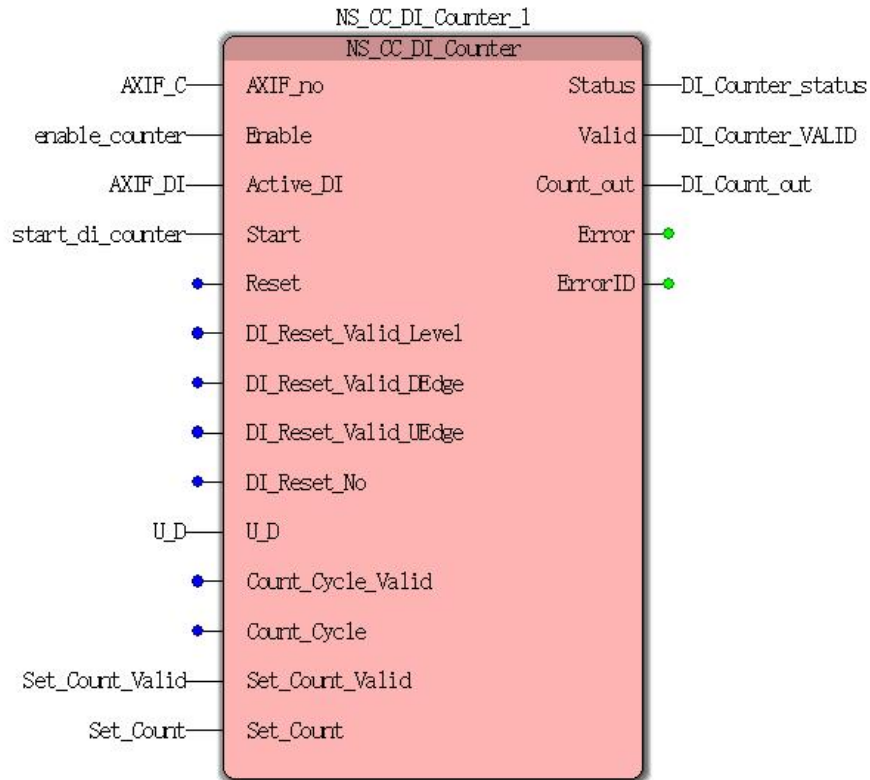 NS_CC_DI_Counter_1
NS_CC_DI_Counter
AXIF_C AXIF_no Status DI_Counter_status
enable_counter Enable Valid DI_Counter_VALID
AXIF_DI Active_DI Count_out DI_Count_out
start_di_counter Start Error
Reset ErrorID
DI_Reset_Valid_Level
DI_Reset_Valid_DEdge
DI_Reset_Valid_UEdge
DI_Reset_No
U_D U_D
Count_Cycle_Valid
Count_Cycle
Set_Count_Valid Set_Count_Valid
Set_Count Set_Count